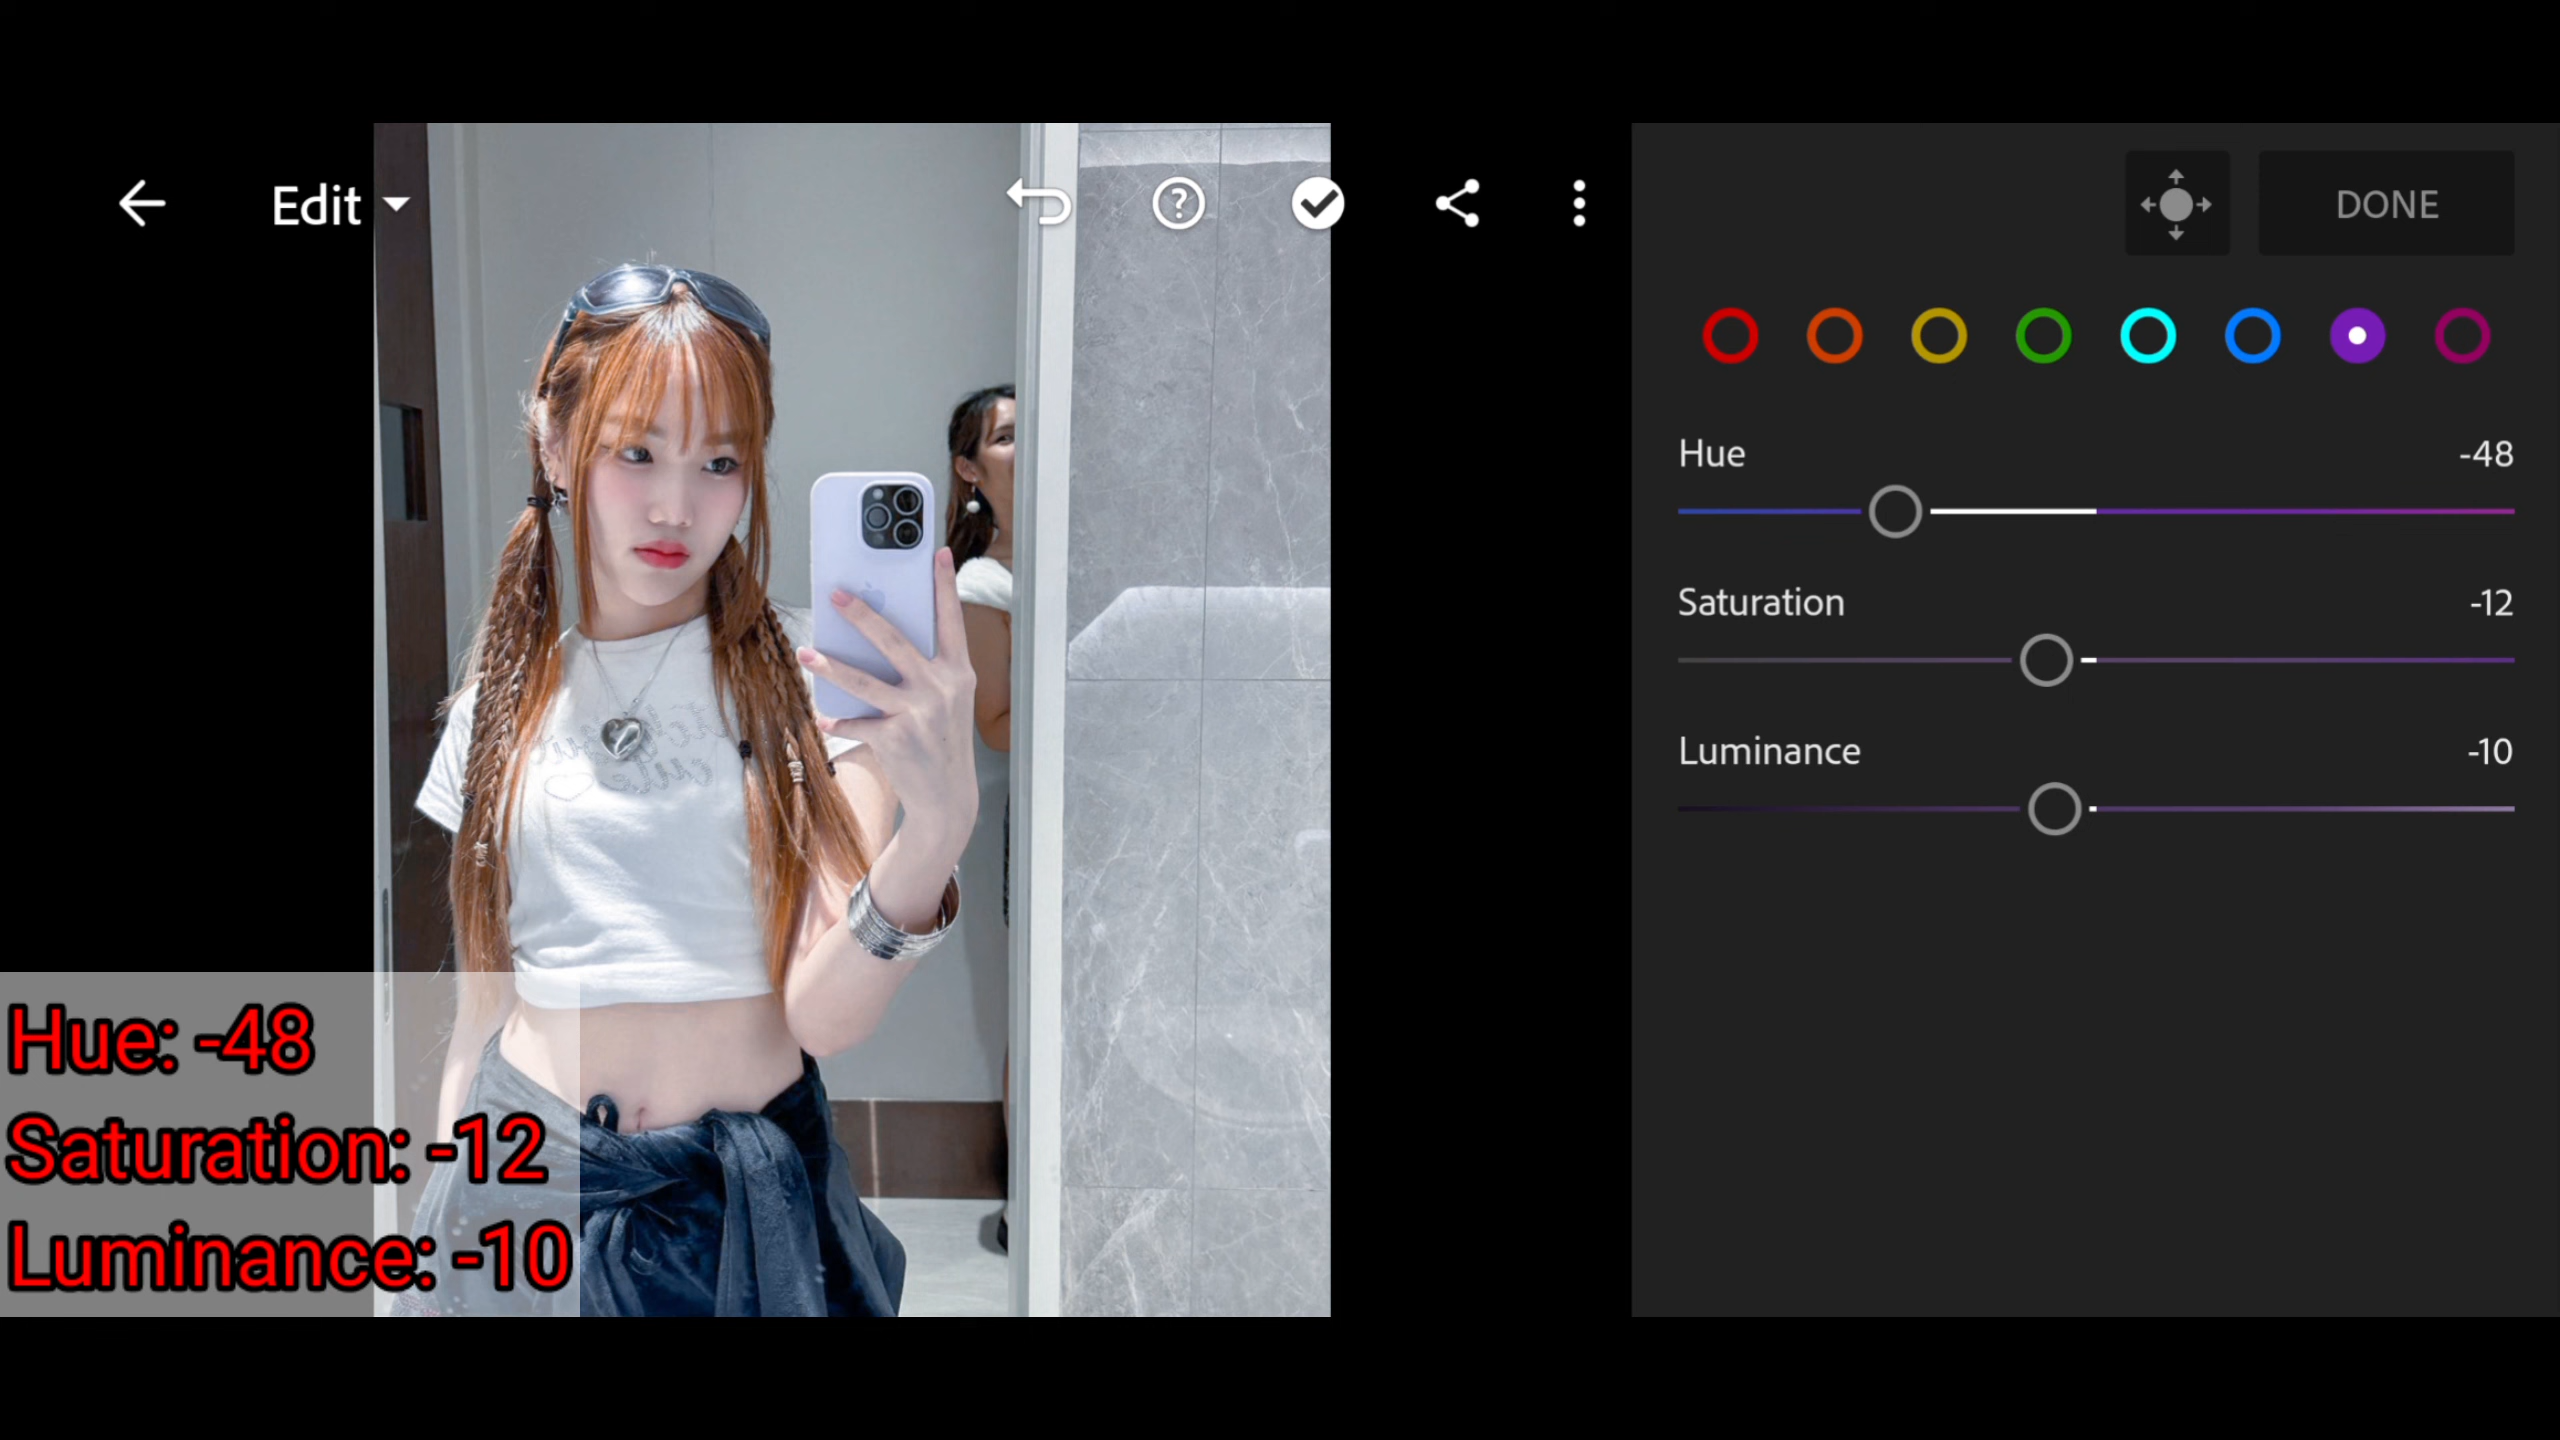 Edit
DONE
Hue -48
Saturation -12
Luminance -10
Hue: -48
Saturation: -12
Luminance: -10